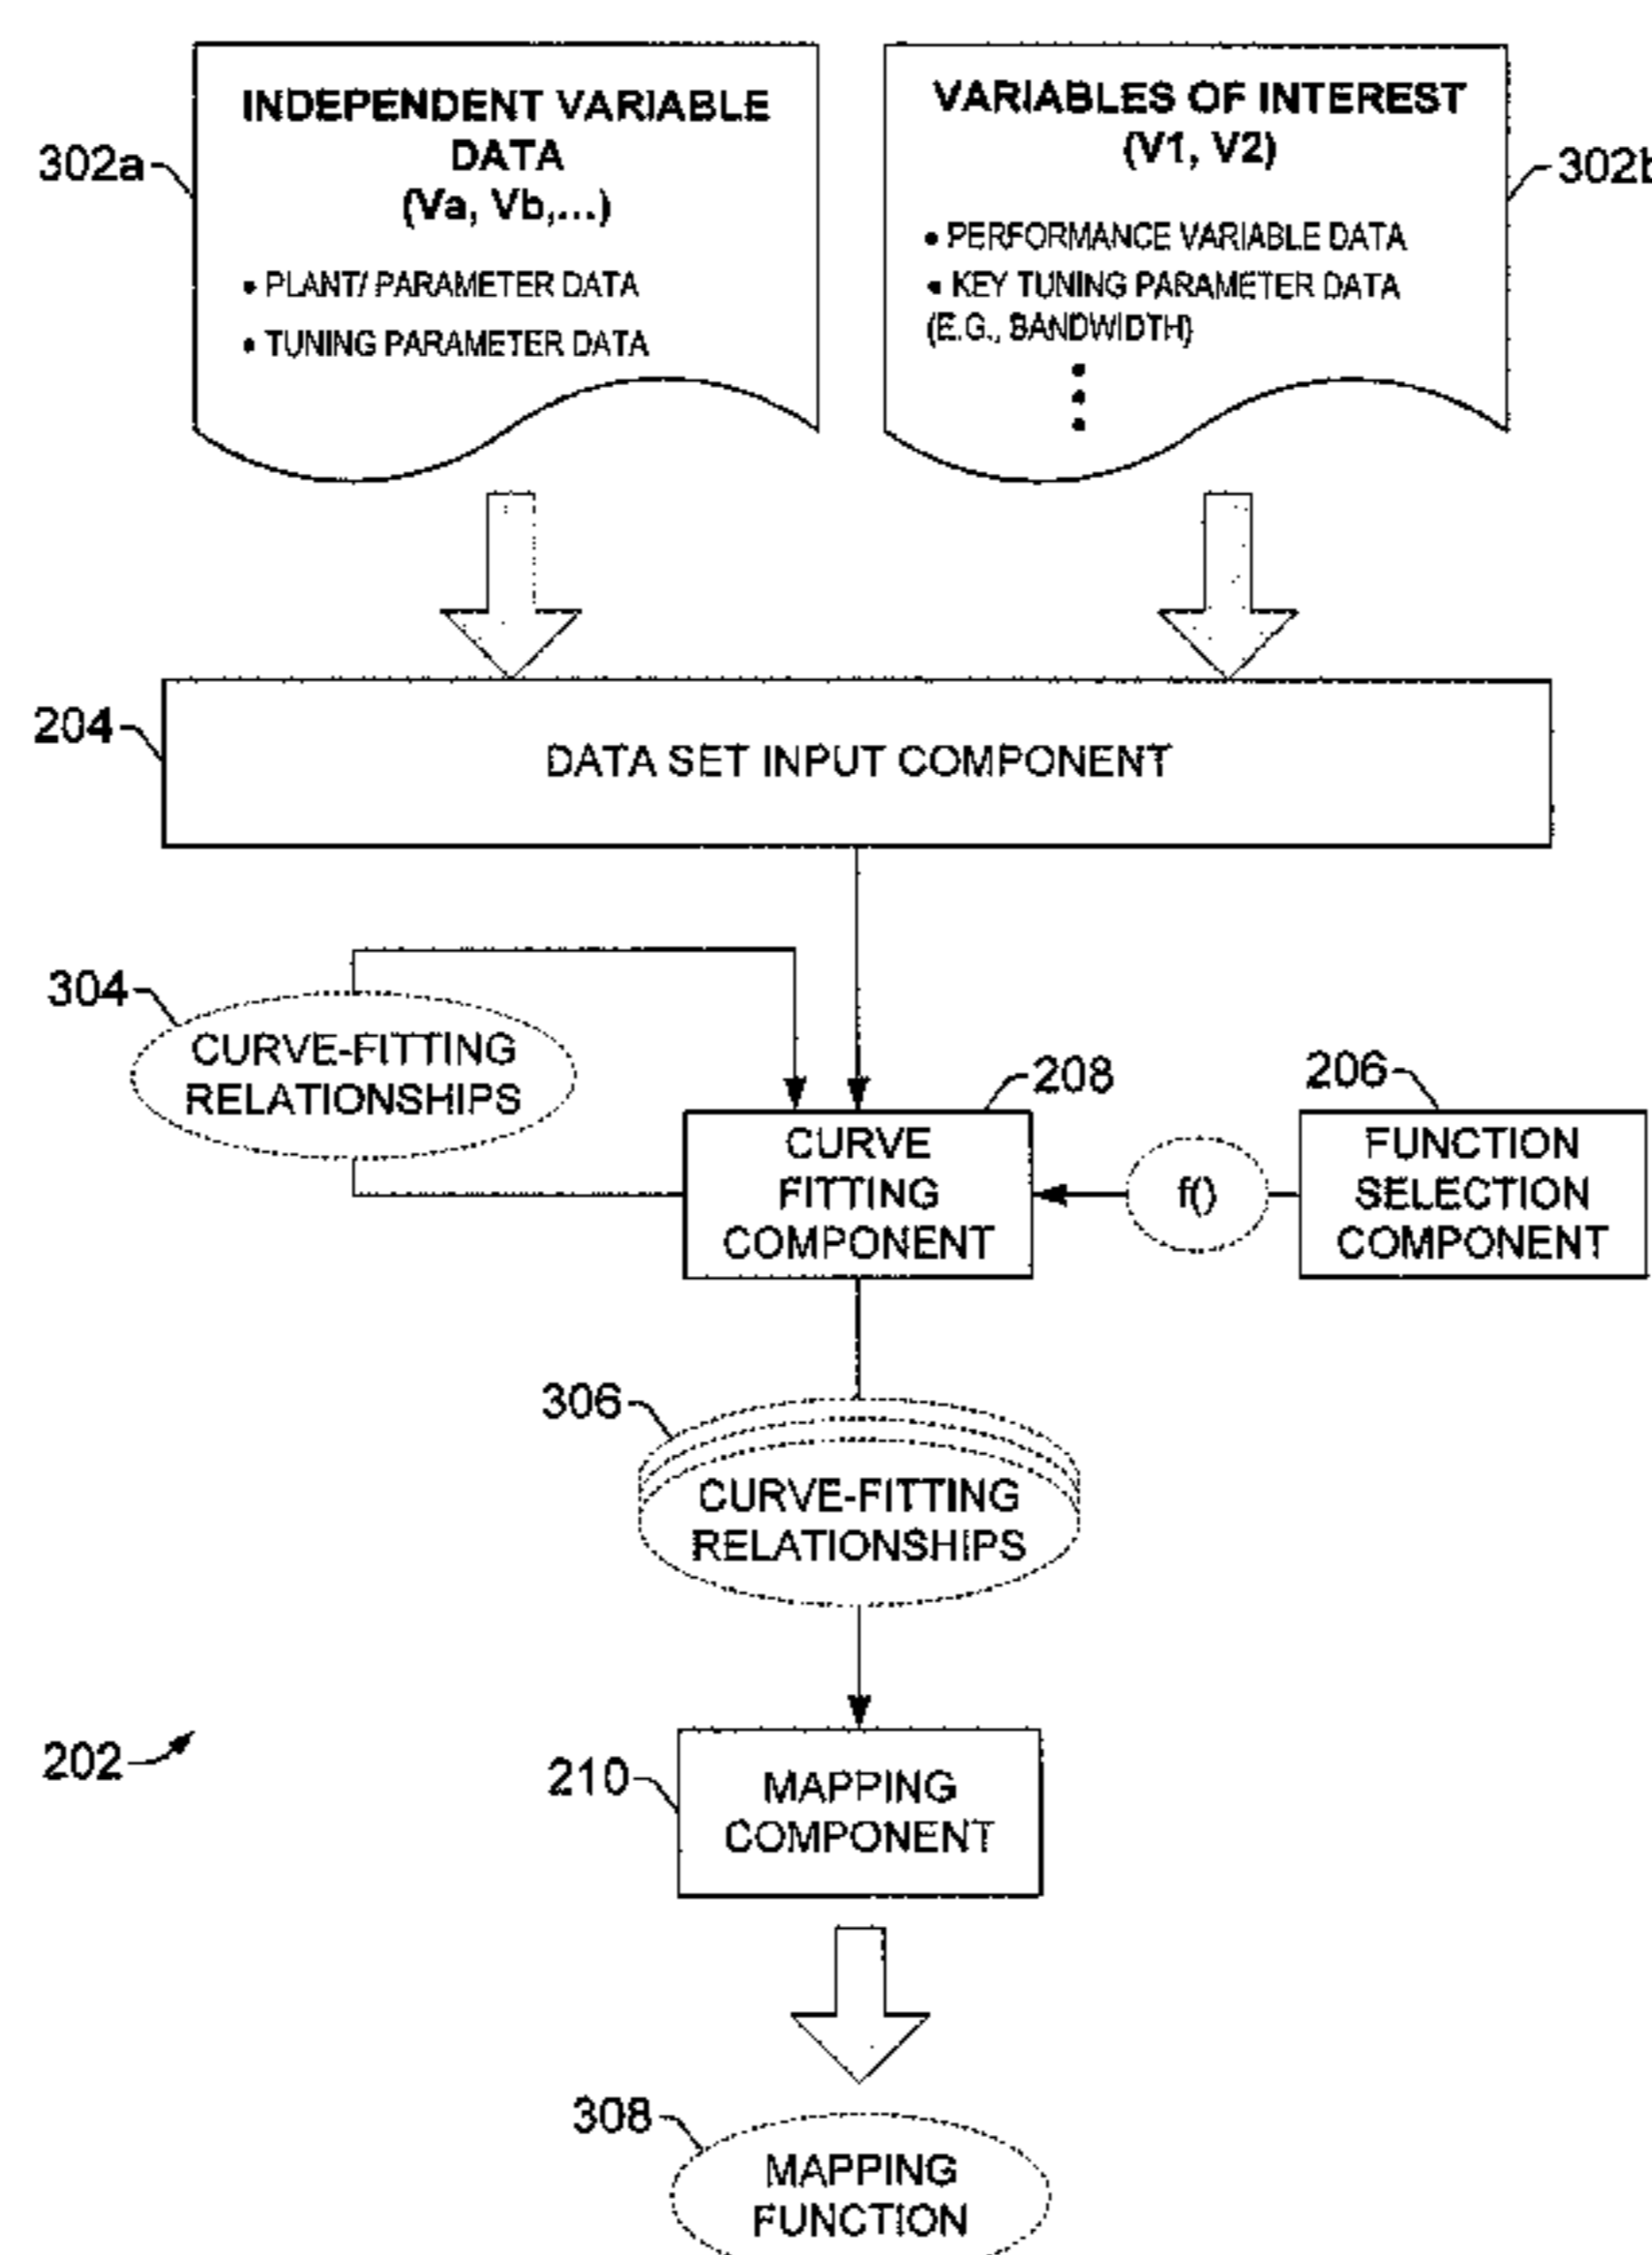 INDEPENDENT VARIABLE
DATA
(Va, Vb,...)
• PLANT/ PARAMETER DATA
• TUNING PARAMETER DATA
302a
VARIABLES OF INTEREST
(V1, V2)
• PERFORMANCE VARIABLE DATA
• KEY TUNING PARAMETER DATA
(E.G., BANDWIDTH)
302b
204
DATA SET INPUT COMPONENT
304
CURVE-FITTING
RELATIONSHIPS
208
CURVE
FITTING
COMPONENT
f()
206
FUNCTION
SELECTION
COMPONENT
306
CURVE-FITTING
RELATIONSHIPS
202
210
MAPPING
COMPONENT
308
MAPPING
FUNCTION